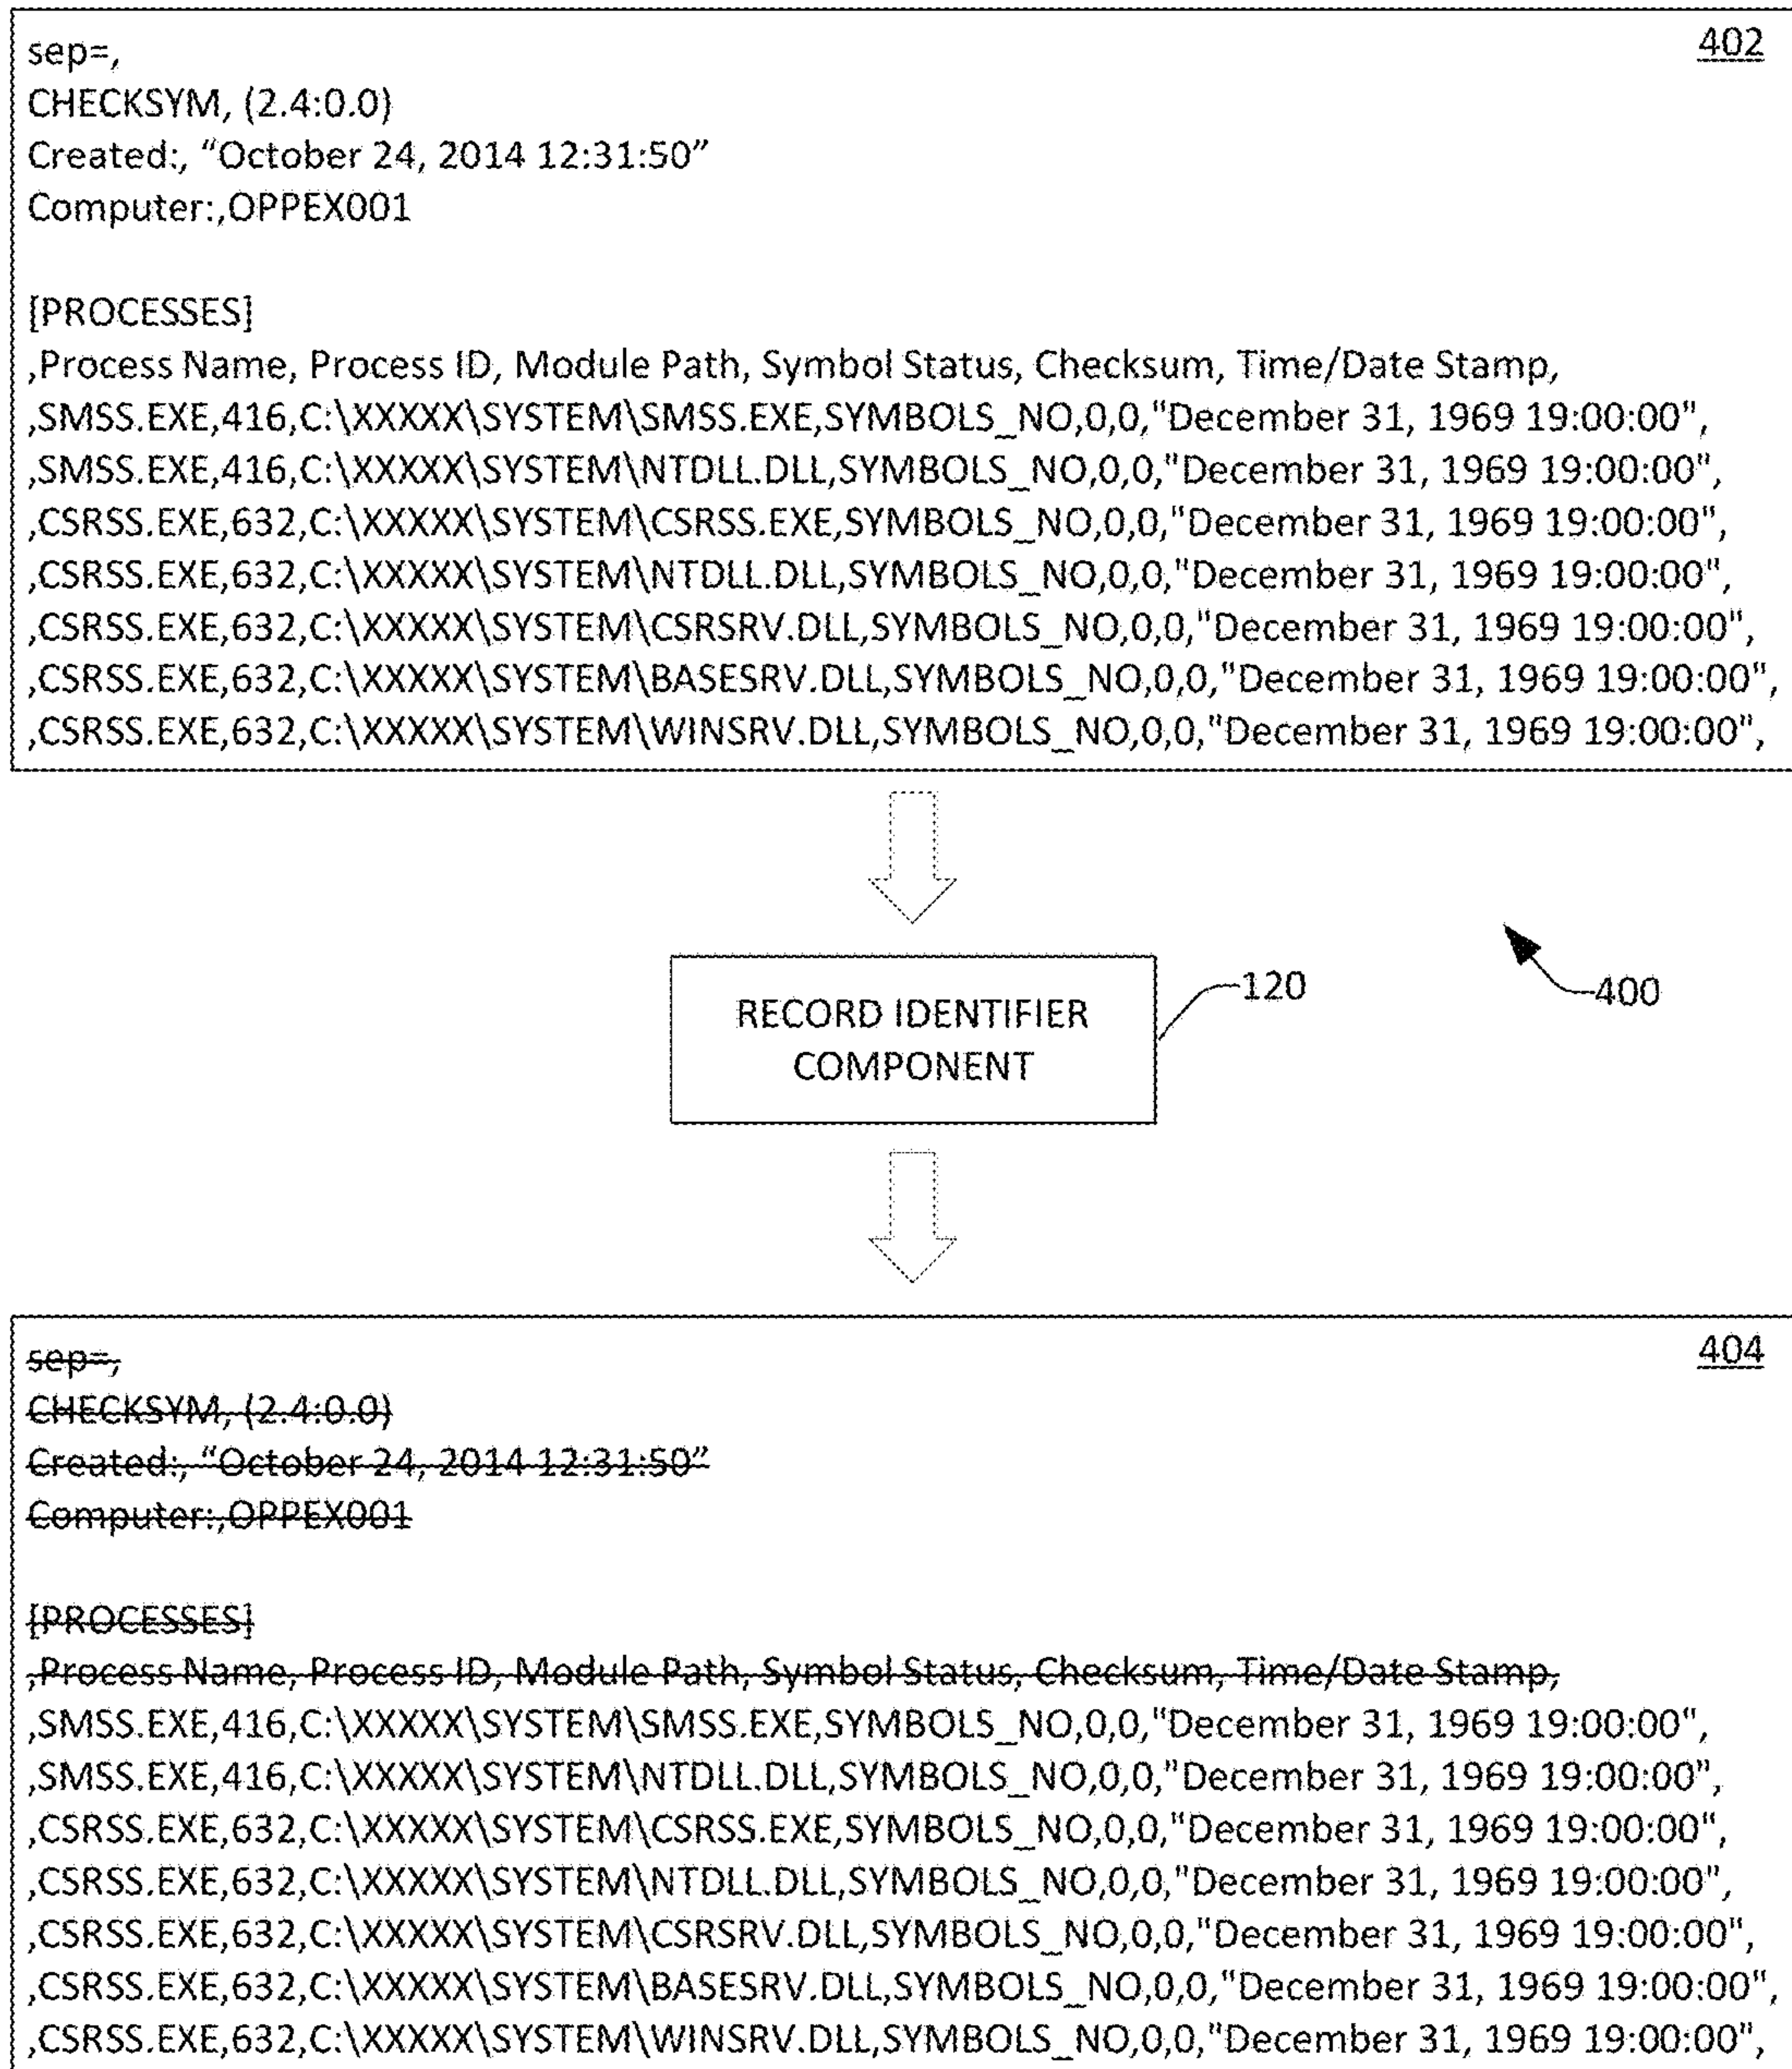 402
sep=,
CHECKSYM, (2.4:0.0)
Created:, “October 24, 2014 12:31:50”
Computer:,OPPEX001
[PROCESSES]
,Process Name, Process ID, Module Path, Symbol Status, Checksum, Time/Date Stamp,
,SMSS.EXE,416,C:\XXXXX\SYSTEM\SMSS.EXE,SYMBOLS_NO,0,0,"December 31, 1969 19:00:00",
,SMSS.EXE,416,C:\XXXXX\SYSTEM\NTDLL.DLL,SYMBOLS_NO,0,0,"December 31, 1969 19:00:00",
,CSRSS.EXE,632,C:\XXXXX\SYSTEM\CSRSS.EXE,SYMBOLS_NO,0,0,"December 31, 1969 19:00:00",
,CSRSS.EXE,632,C:\XXXXX\SYSTEM\NTDLL.DLL,SYMBOLS_NO,0,0,"December 31, 1969 19:00:00",
,CSRSS.EXE,632,C:\XXXXX\SYSTEM\CSRSRV.DLL,SYMBOLS_NO,0,0,"December 31, 1969 19:00:00",
,CSRSS.EXE,632,C:\XXXXX\SYSTEM\BASESRV.DLL,SYMBOLS_NO,0,0,"December 31, 1969 19:00:00",
,CSRSS.EXE,632,C:\XXXXX\SYSTEM\WINSRV.DLL,SYMBOLS_NO,0,0,"December 31, 1969 19:00:00",
RECORD IDENTIFIER
COMPONENT
120
400
404
sep=,
CHECKSYM, (2.4:0.0)
Created:, “October 24, 2014 12:31:50”
Computer:,OPPEX001
[PROCESSES]
,Process Name, Process ID, Module Path, Symbol Status, Checksum, Time/Date Stamp,
,SMSS.EXE,416,C:\XXXXX\SYSTEM\SMSS.EXE,SYMBOLS_NO,0,0,"December 31, 1969 19:00:00",
,SMSS.EXE,416,C:\XXXXX\SYSTEM\NTDLL.DLL,SYMBOLS_NO,0,0,"December 31, 1969 19:00:00",
,CSRSS.EXE,632,C:\XXXXX\SYSTEM\CSRSS.EXE,SYMBOLS_NO,0,0,"December 31, 1969 19:00:00",
,CSRSS.EXE,632,C:\XXXXX\SYSTEM\NTDLL.DLL,SYMBOLS_NO,0,0,"December 31, 1969 19:00:00",
,CSRSS.EXE,632,C:\XXXXX\SYSTEM\CSRSRV.DLL,SYMBOLS_NO,0,0,"December 31, 1969 19:00:00",
,CSRSS.EXE,632,C:\XXXXX\SYSTEM\BASESRV.DLL,SYMBOLS_NO,0,0,"December 31, 1969 19:00:00",
,CSRSS.EXE,632,C:\XXXXX\SYSTEM\WINSRV.DLL,SYMBOLS_NO,0,0,"December 31, 1969 19:00:00",